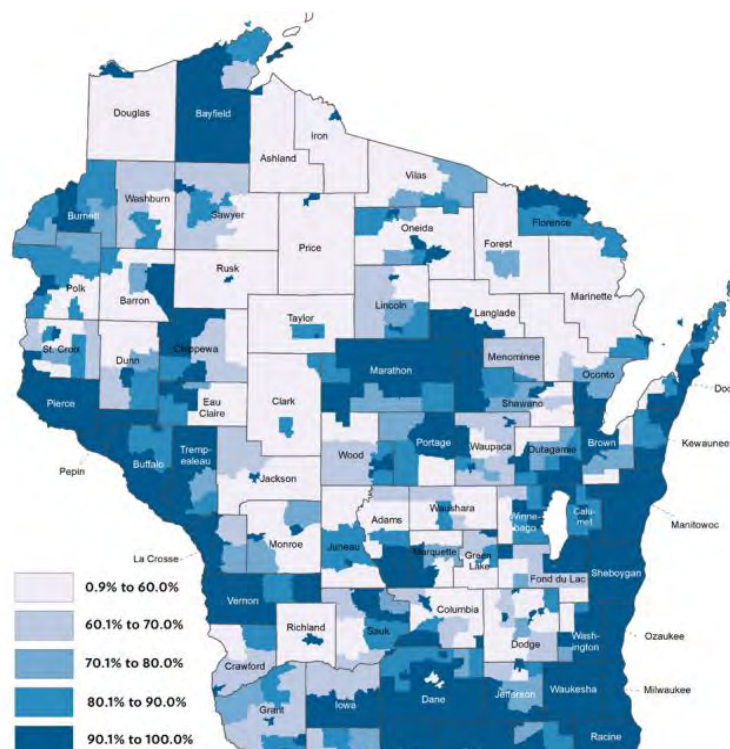 Douglas
Bayfield
Iron
Ashland
Vilas
Washburn
Burnett
Sawyer
Florence
Oneida
Price
Forest
Rusk
Polk
Barron
Marinette
Lincoln
Langlade
Taylor
St. Croix
Chippewa
Dunn
Menominee
Marathon
Oconto
Door
Clark
Eau
Claire
Shawano
Pierce
Kewaunee
Portage
Waupaca
Outagamie
Brown
Buffalo
Tremp-
ealeau
Wood
Pepin
Jackson
Manitowoc
Waushara
Adams
Winne-
bago
Calu-
met
La Crosse
Monroe
Juneau
Marquette
Green
Lake
Fond du Lac
Sheboygan
Vernon
Columbia
Richland
Sauk
Dodge
Wash-
ington
Ozaukee
Crawford
Dane
Jefferson
Waukesha
Milwaukee
Iowa
Grant
Racine
0.9% to 60.0%
60.1% to 70.0%
70.1% to 80.0%
80.1% to 90.0%
90.1% to 100.0%